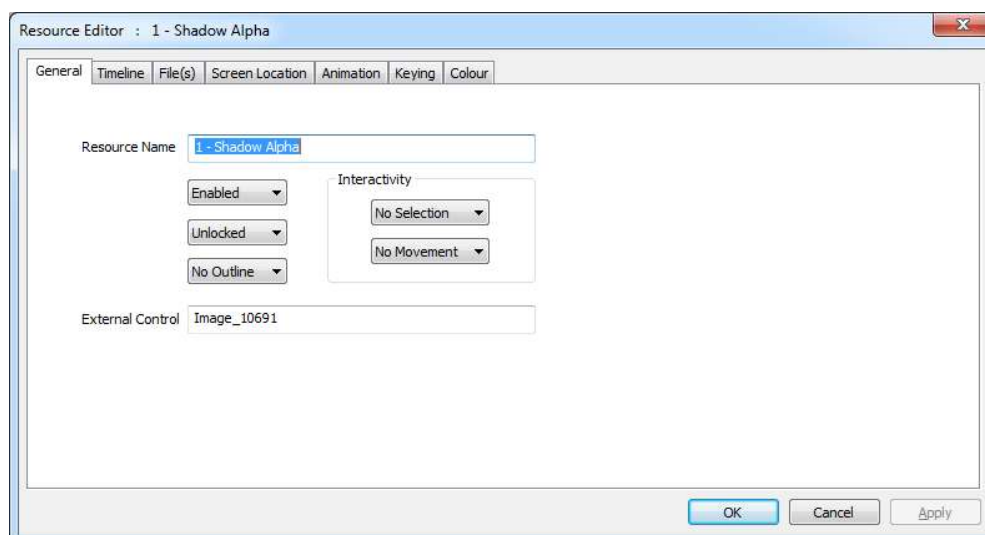 Resource Editor : 1 - Shadow Alpha
General Timeline File(s) Screen Location Animation Keying Colour
Resource Name 1 - Shadow Alpha
Interactivity
Enabled
No Selection
Unlocked
No Movement
No Outline
External Control Image_10691
OK Cancel Apply